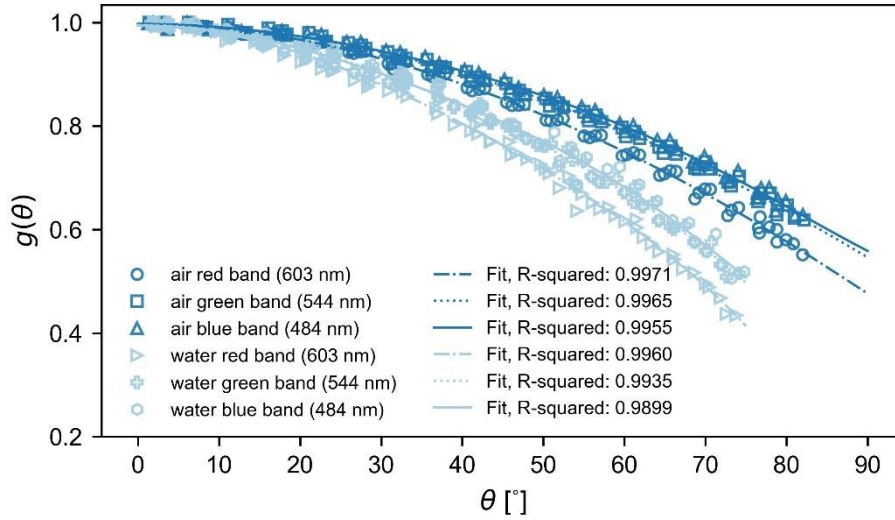 1.0
0.8
0.6
0.4
0.2
g(θ)
air red band (603 nm)
air green band (544 nm)
air blue band (484 nm)
water red band (603 nm)
water green band (544 nm)
water blue band (484 nm)
Fit, R-squared: 0.9971
Fit, R-squared: 0.9965
Fit, R-squared: 0.9955
Fit, R-squared: 0.9960
Fit, R-squared: 0.9935
Fit, R-squared: 0.9899
0 10 20 30 40 50 60 70 80 90
θ [°]